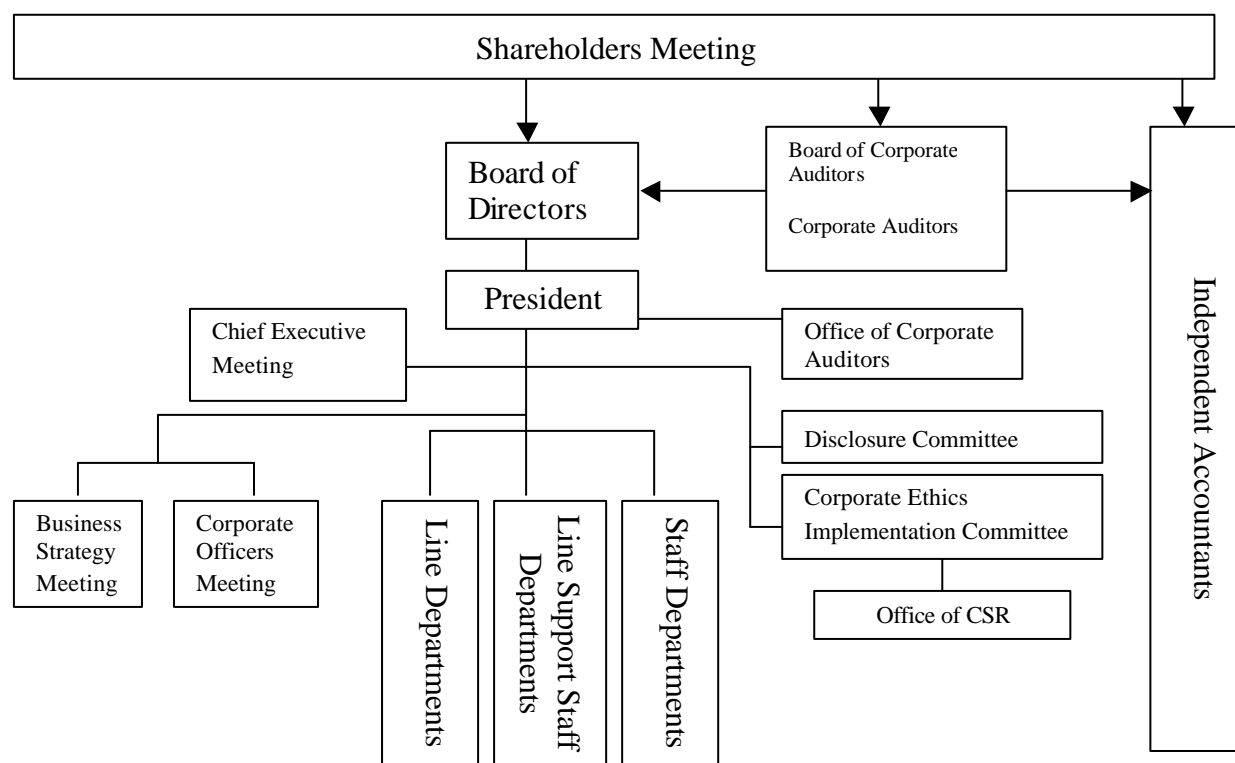 Shareholders Meeting
Board of
Directors
Board of Corporate
Auditors
Corporate Auditors
President
Chief Executive
Meeting
Office of Corporate
Auditors
Disclosure Committee
Business
Strategy
Meeting
Corporate
Officers
Meeting
Line Departments
Line Support Staff
Departments
Staff Departments
Corporate Ethics
Implementation Committee
Office of CSR
Independent Accountants